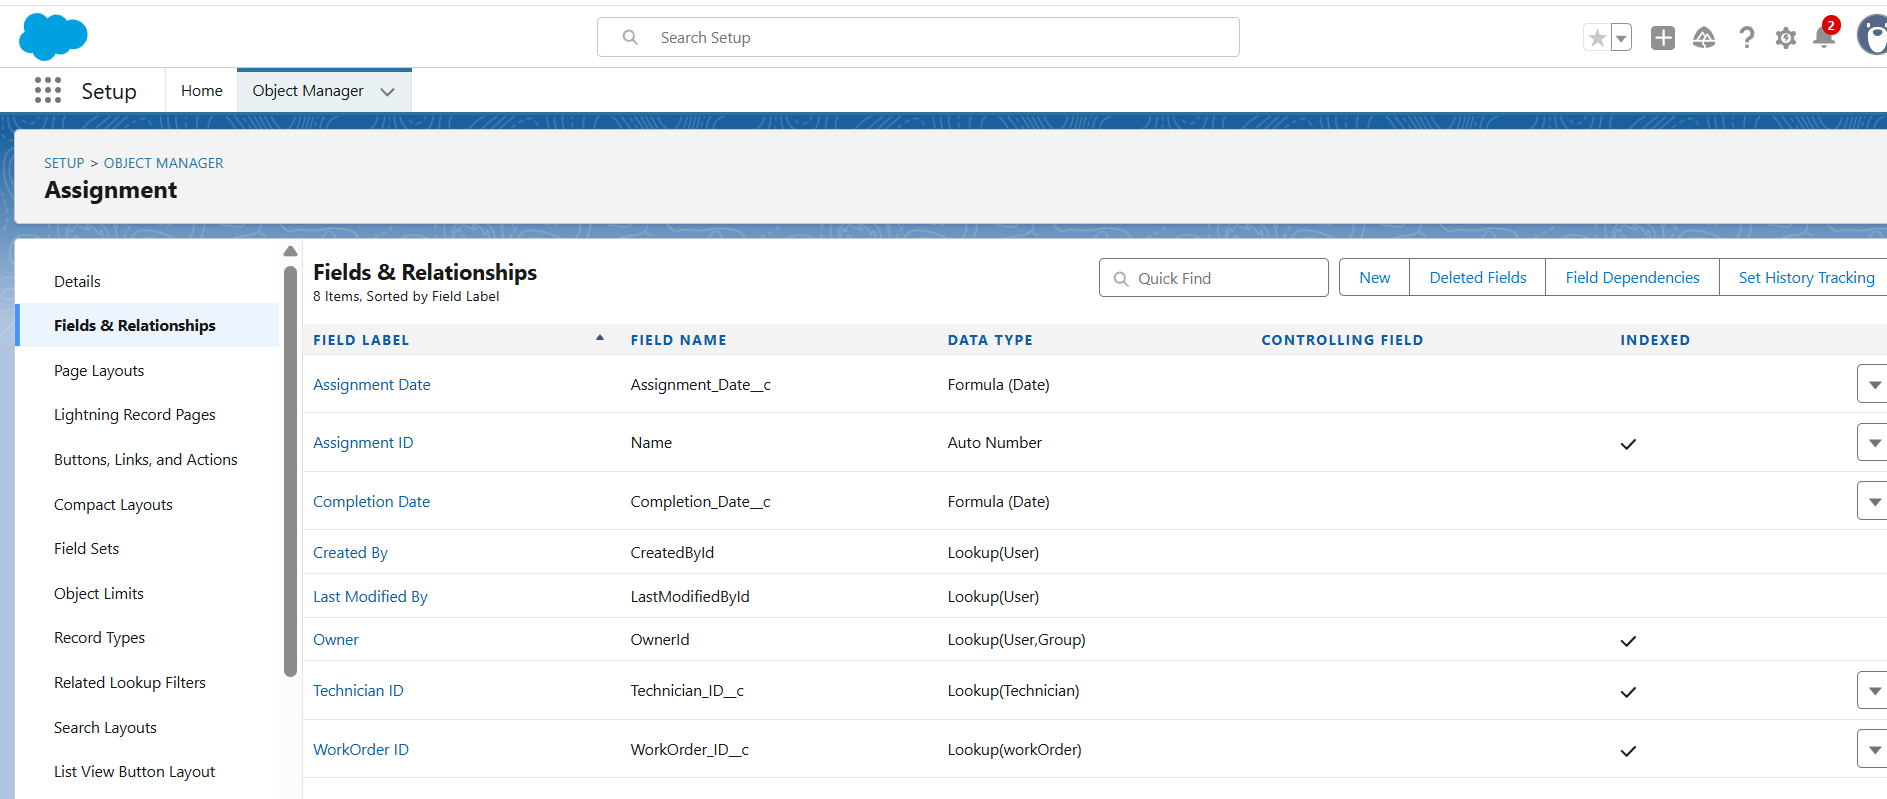 Search Setup
2
Setup
Home
Object Manager
SETUP > OBJECT MANAGER
Assignment
Details
Fields & Relationships
Page Layouts
Lightning Record Pages
Buttons, Links, and Actions
Compact Layouts
Field Sets
Object Limits
Record Types
Related Lookup Filters
Search Layouts
List View Button Layout
Fields & Relationships
8 Items, Sorted by Field Label
Quick Find
New
Deleted Fields
Field Dependencies
Set History Tracking
FIELD LABEL FIELD NAME DATA TYPE CONTROLLING FIELD INDEXED
Assignment Date Assignment_Date__c Formula (Date)
Assignment ID Name Auto Number
Completion Date Completion_Date__c Formula (Date)
Created By CreatedById Lookup(User)
Last Modified By LastModifiedById Lookup(User)
Owner OwnerId Lookup(User,Group)
Technician ID Technician_ID__c Lookup(Technician)
WorkOrder ID WorkOrder_ID__c Lookup(workOrder)